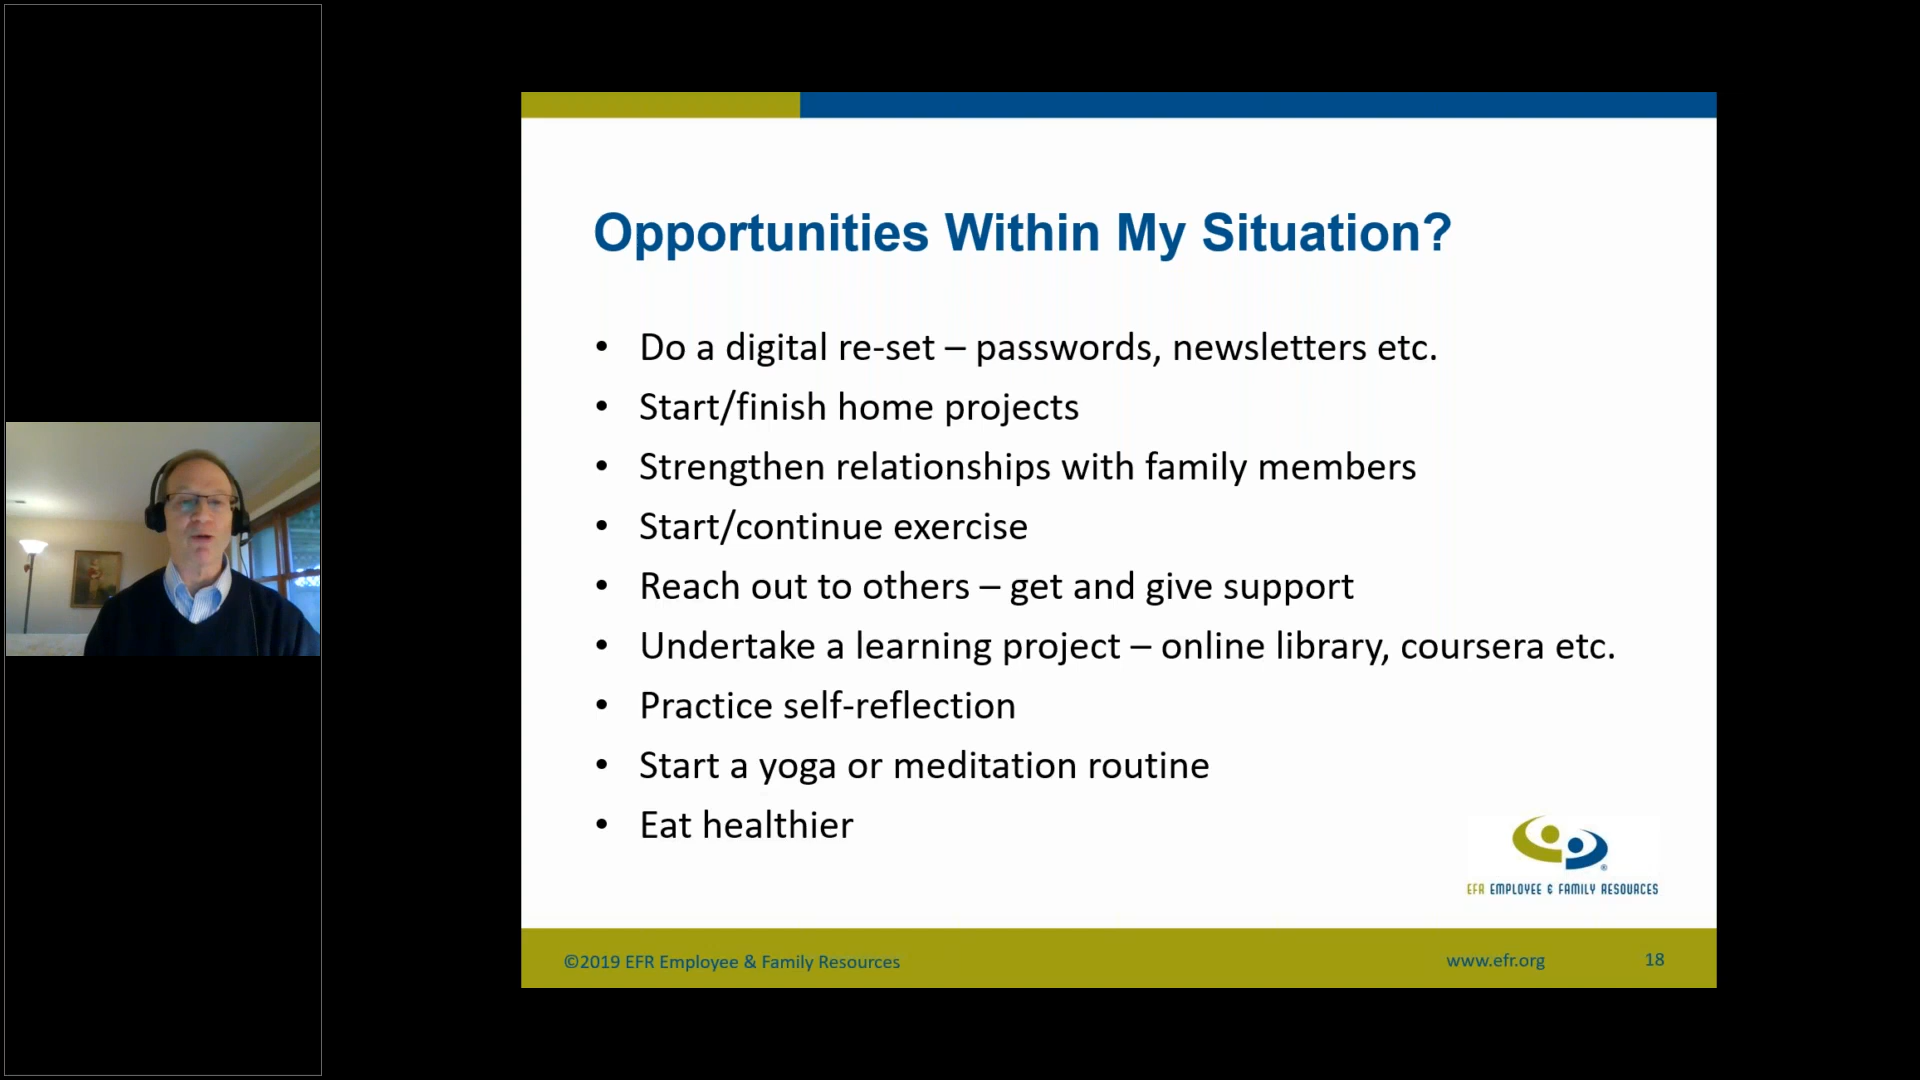 Opportunities Within My Situation?
• Do a digital re-set – passwords, newsletters etc.
• Start/finish home projects
• Strengthen relationships with family members
• Start/continue exercise
• Reach out to others – get and give support
• Undertake a learning project – online library, coursera etc.
• Practice self-reflection
• Start a yoga or meditation routine
• Eat healthier
®
EFR EMPLOYEE & FAMILY RESOURCES
©2019 EFR Employee & Family Resources
www.efr.org
18